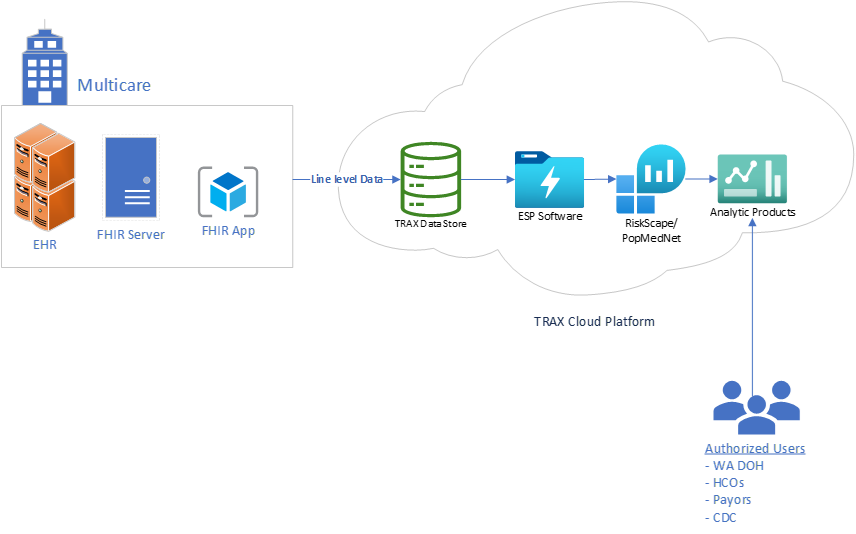 Multicare
EHR
FHIR Server
FHIR App
Line level Data
TRAX DataStore
ESP Software
RiskScape/
PopMedNet
Analytic Products
TRAX Cloud Platform
Authorized Users
- WA DOH
- HCOs
- Payors
- CDC